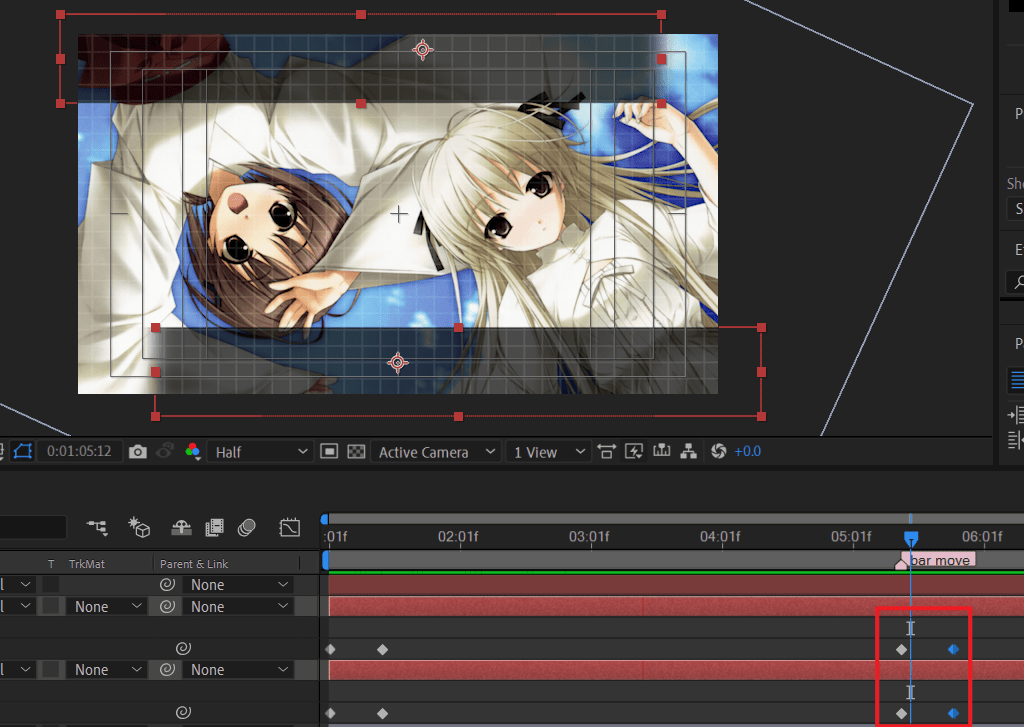 P
Sho
S
E
P
0:01:05:12
Half
Active Camera
1 View
+0.0
:01f
02:01f
03:01f
04:01f
05:01f
06:01f
bar move
T
TrkMat
Parent & Link
l
None
l
None
None
l
None
None